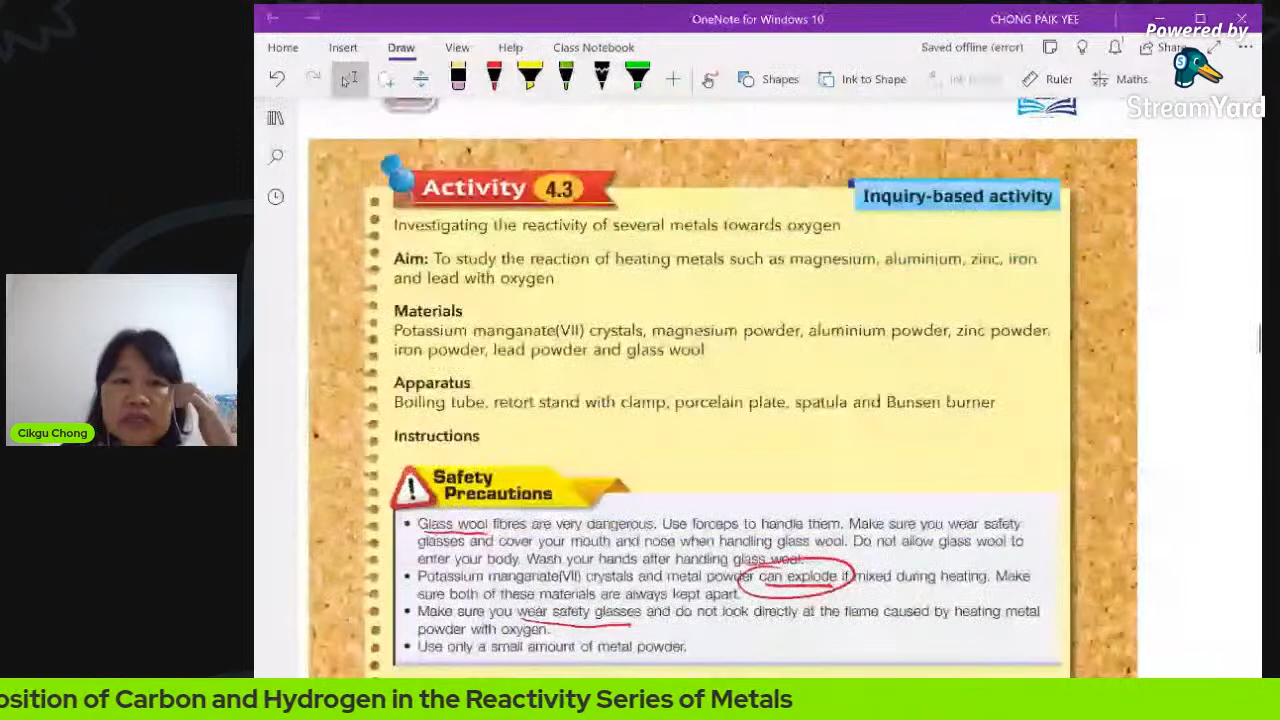 OneNote for Windows 10
CHONG PAIK YEE
Powered by
StreamYard
Home Insert Draw View Help Class Notebook
Saved offline (error)
Share
Shapes
Ink to Shape
Ruler
Maths
Activity 4.3
Inquiry-based activity
Investigating the reactivity of several metals towards oxygen
Aim: To study the reaction of heating metals such as magnesium, aluminium, zinc, iron
and lead with oxygen
Materials
Potassium manganate(VII) crystals, magnesium powder, aluminium powder, zinc powder,
iron powder, lead powder and glass wool
Apparatus
Boiling tube, retort stand with clamp, porcelain plate, spatula and Bunsen burner
Instructions
Safety
Precautions
• Glass wool fibres are very dangerous. Use forceps to handle them. Make sure you wear safety
glasses and cover your mouth and nose when handling glass wool. Do not allow glass wool to
enter your body. Wash your hands after handling glass wool.
• Potassium manganate(VII) crystals and metal powder can explode if mixed during heating. Make
sure both of these materials are always kept apart.
• Make sure you wear safety glasses and do not look directly at the flame caused by heating metal
powder with oxygen.
• Use only a small amount of metal powder.
Cikgu Chong
osition of Carbon and Hydrogen in the Reactivity Series of Metals